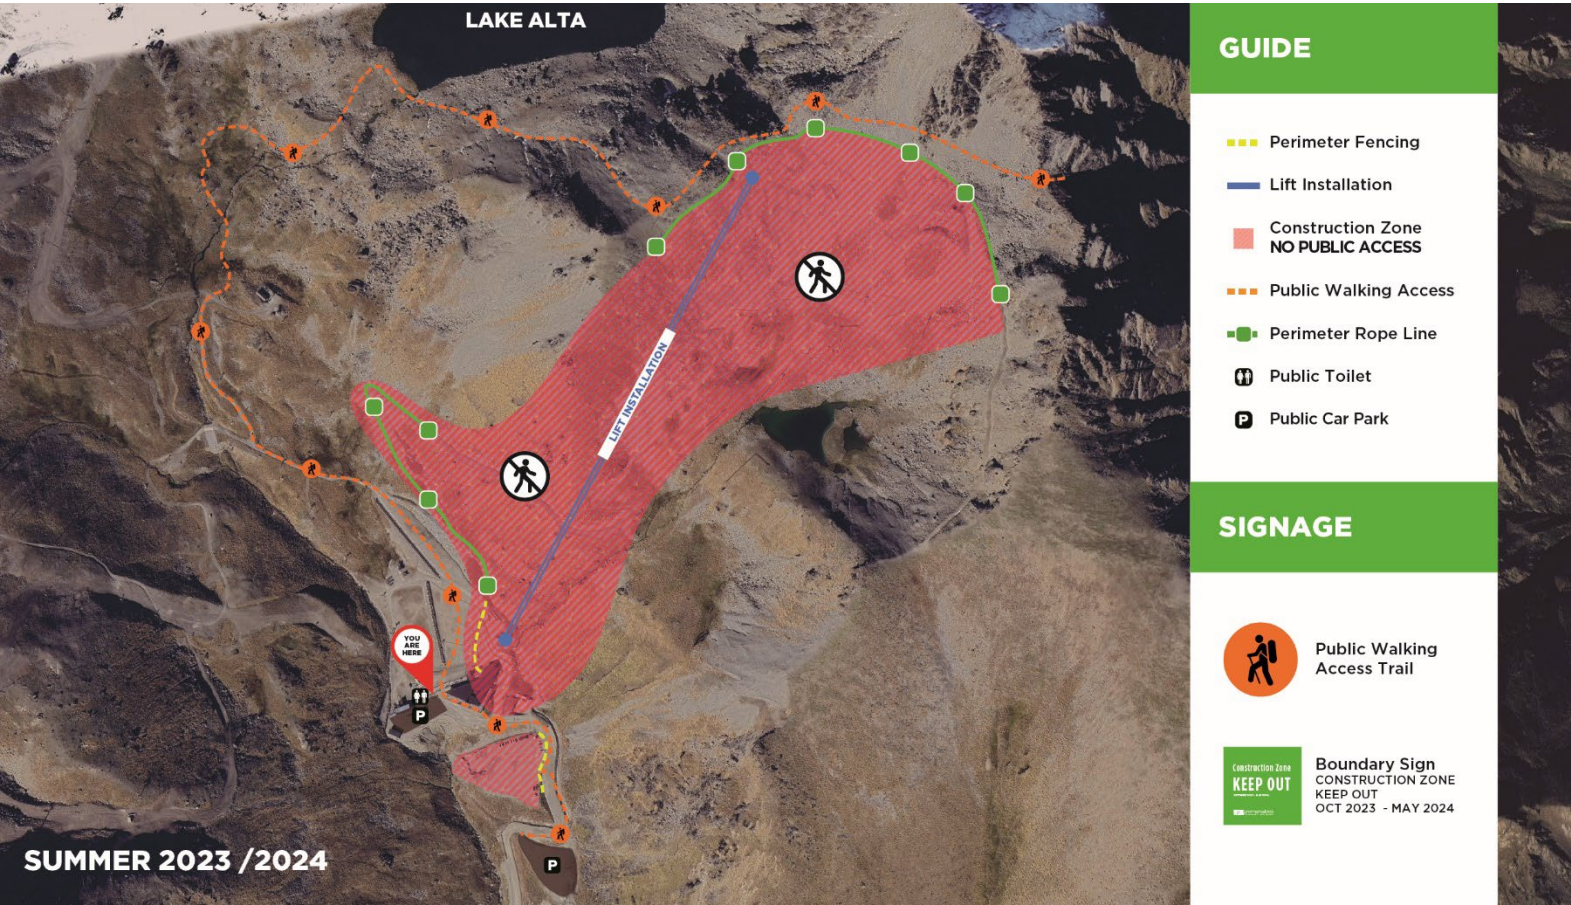 LAKE ALTA
LIFT INSTALLATION
YOU
ARE
HERE
P
P
SUMMER 2023 /2024
GUIDE
Perimeter Fencing
Lift Installation
Construction Zone
NO PUBLIC ACCESS
Public Walking Access
Perimeter Rope Line
Public Toilet
P Public Car Park
SIGNAGE
Public Walking
Access Trail
Construction Zone
KEEP OUT
Boundary Sign
CONSTRUCTION ZONE
KEEP OUT
OCT 2023 - MAY 2024